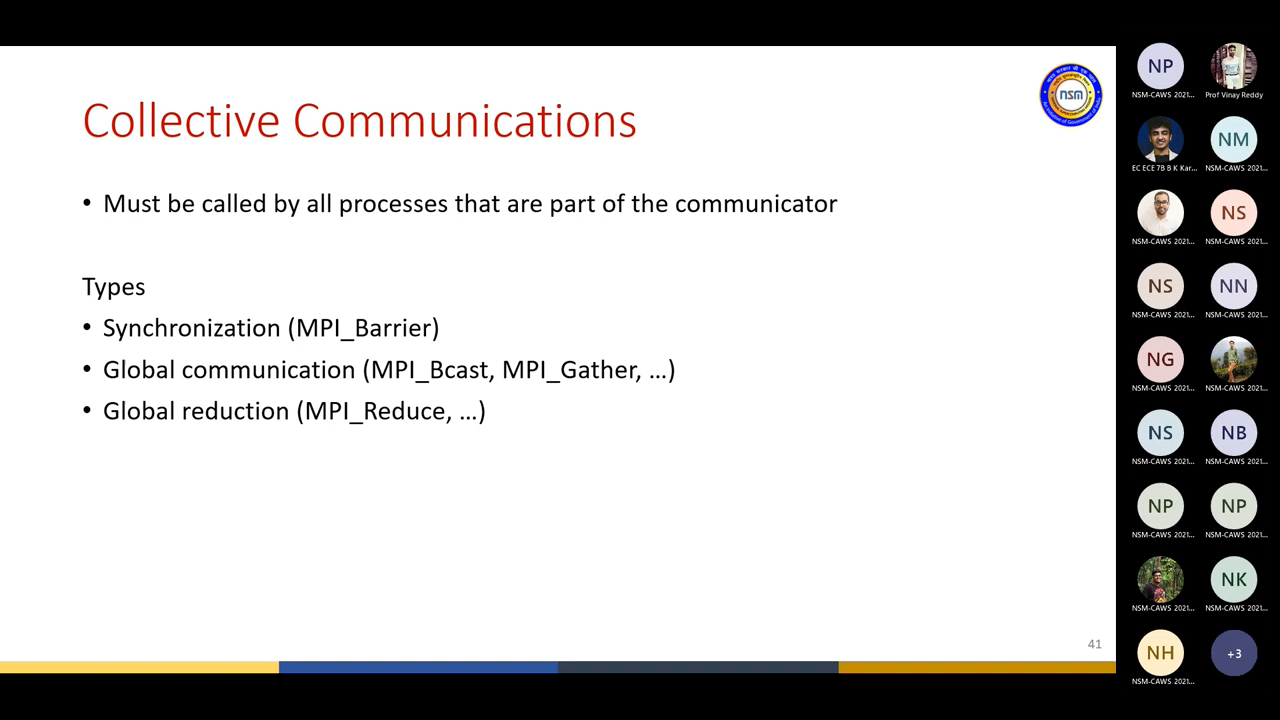 Collective Communications
nsm
• Must be called by all processes that are part of the communicator
Types
• Synchronization (MPI_Barrier)
• Global communication (MPI_Bcast, MPI_Gather, ...)
• Global reduction (MPI_Reduce, ...)
41
NP
NSM-CAWS 2021...
Prof Vinay Reddy
EC ECE 7B B K Kar...
NM
NSM-CAWS 2021...
NSM-CAWS 2021...
NS
NSM-CAWS 2021...
NS
NSM-CAWS 2021...
NN
NSM-CAWS 2021...
NG
NSM-CAWS 2021...
NSM-CAWS 2021...
NS
NSM-CAWS 2021...
NB
NSM-CAWS 2021...
NP
NSM-CAWS 2021...
NP
NSM-CAWS 2021...
NSM-CAWS 2021...
NK
NSM-CAWS 2021...
NH
NSM-CAWS 2021...
+3